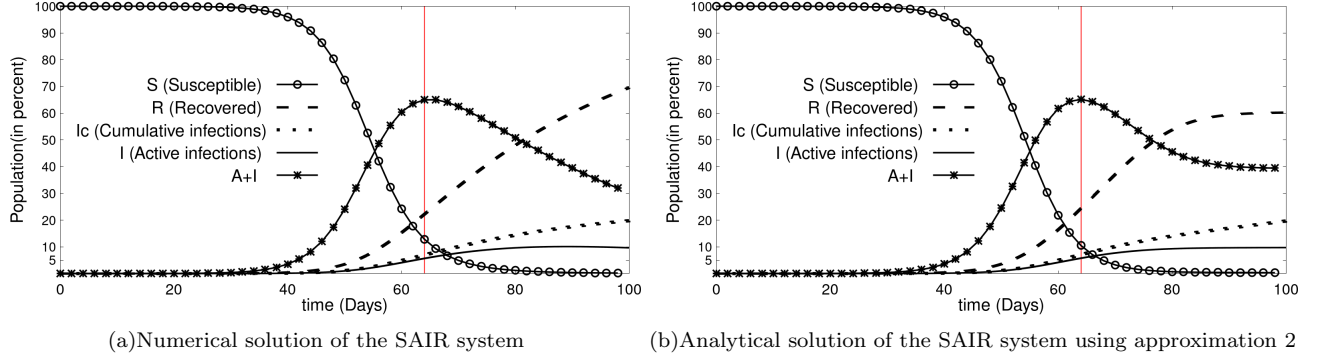 100
90
80
70
60
50
40
30
20
10
5
0
Population(in percent)
S (Susceptible)
R (Recovered)
Ic (Cumulative infections)
I (Active infections)
A+I
0 20 40 60 80 100
time (Days)
(a)Numerical solution of the SAIR system
100
90
80
70
60
50
40
30
20
10
5
0
Population(in percent)
S (Susceptible)
R (Recovered)
Ic (Cumulative infections)
I (Active infections)
A+I
0 20 40 60 80 100
time (Days)
(b)Analytical solution of the SAIR system using approximation 2